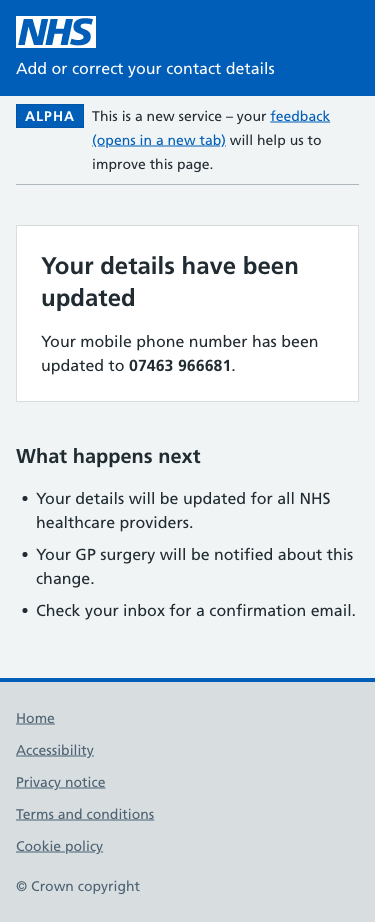 NHS
Add or correct your contact details
ALPHA This is a new service – your feedback
(opens in a new tab) will help us to
improve this page.
Your details have been
updated
Your mobile phone number has been
updated to 07463 966681.
What happens next
• Your details will be updated for all NHS
healthcare providers.
• Your GP surgery will be notified about this
change.
• Check your inbox for a confirmation email.
Home
Accessibility
Privacy notice
Terms and conditions
Cookie policy
© Crown copyright